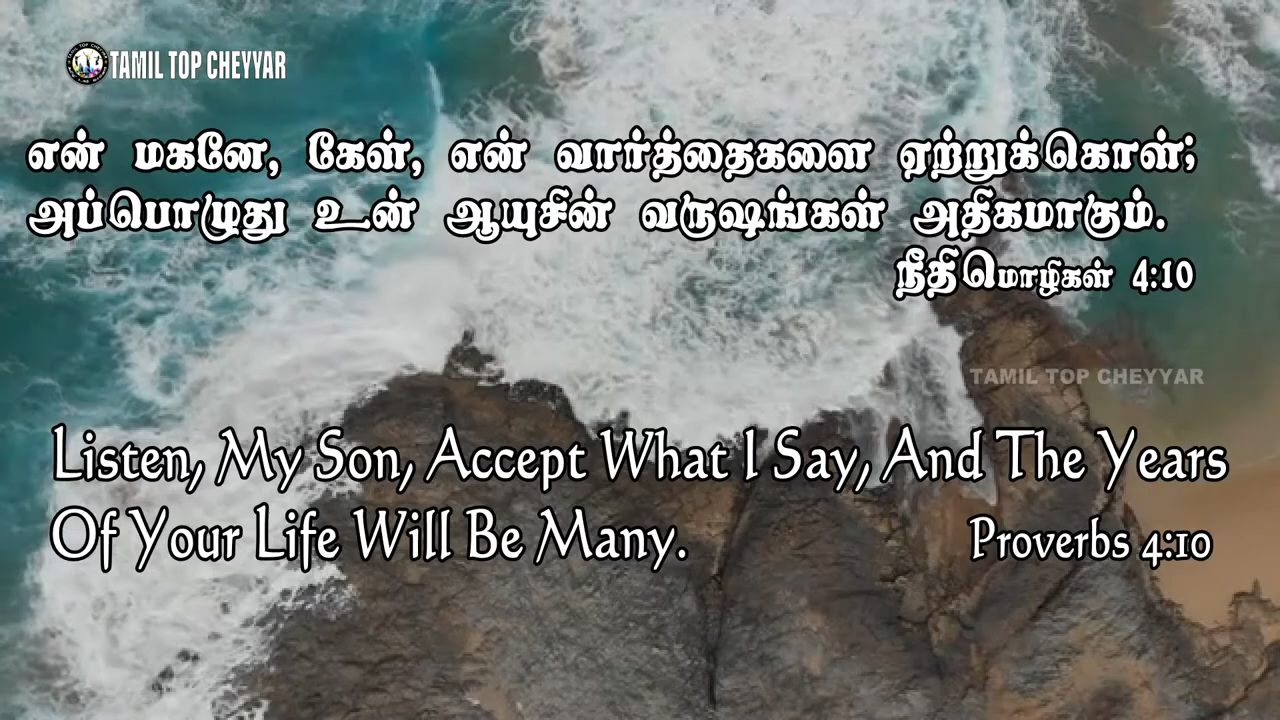 TAMIL TOP CHEYYAR
என் மகனே, கேள், என் வார்த்தைகளை ஏற்றுக்கொள்;
அப்பொழுது உன் ஆயுசின் வருஷங்கள் அதிகமாகும்.
நீதிமொழிகள் 4:10
TAMIL TOP CHEYYAR
Listen, My Son, Accept What I Say, And The Years
Of Your Life Will Be Many.
Proverbs 4:10